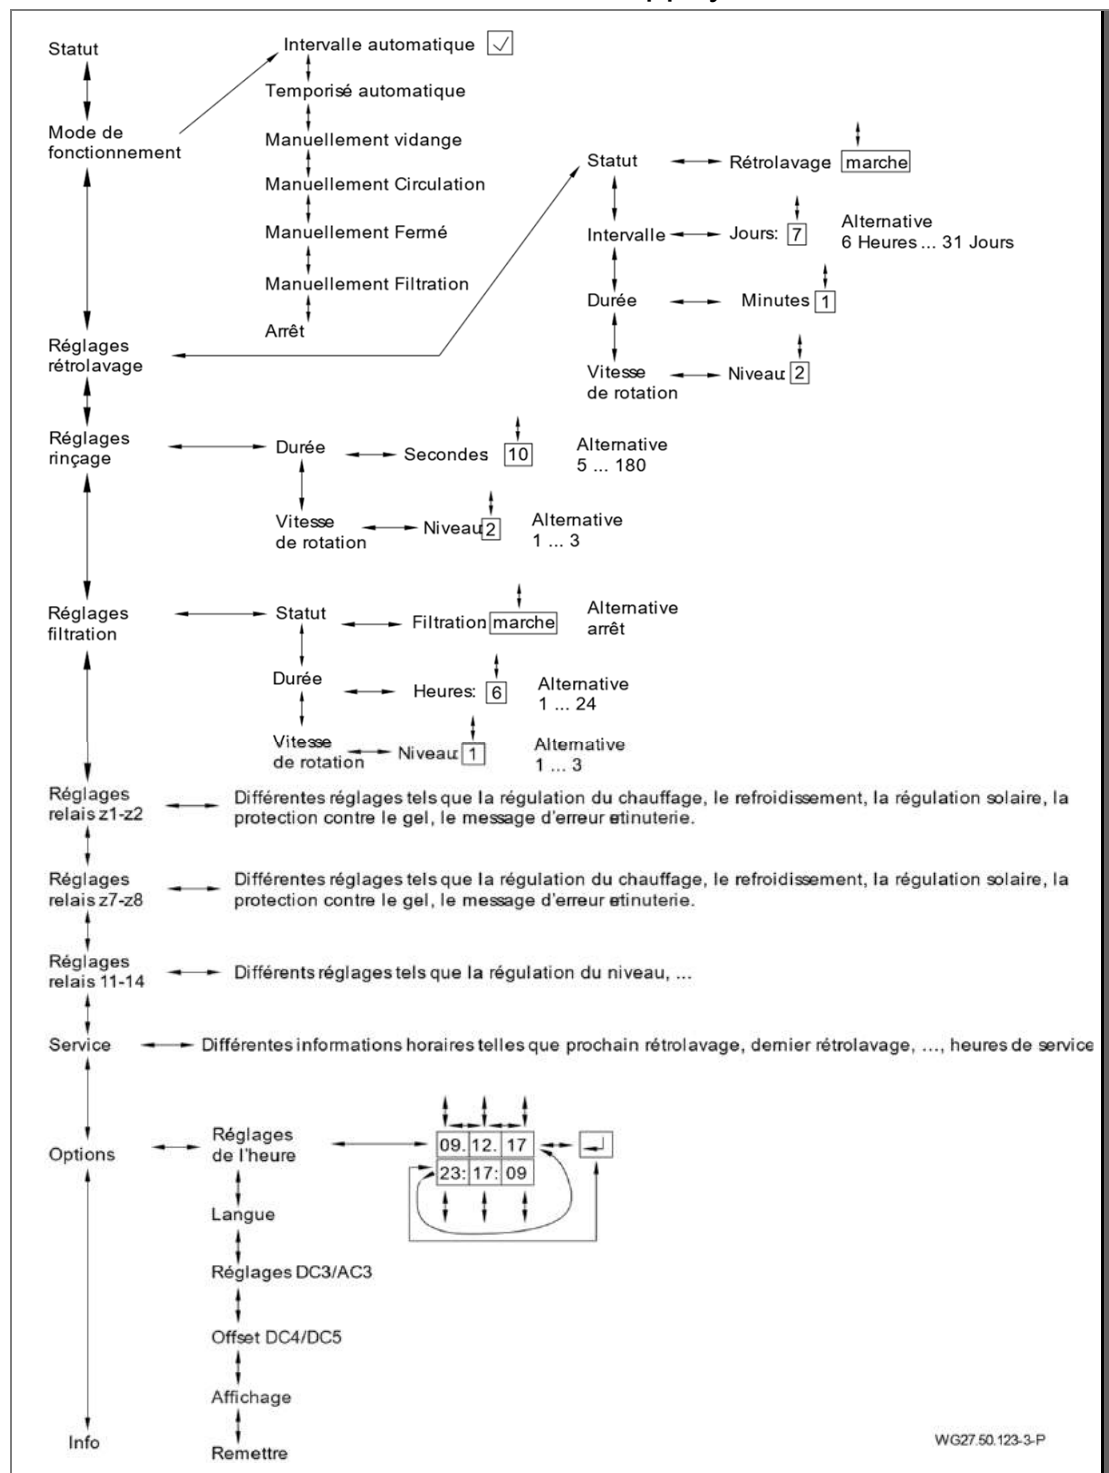 Statut
Mode de
fonctionnement
Intervalle automatique
Temporisé automatique
Manuellement vidange
Manuellement Circulation
Manuellement Fermé
Manuellement Filtration
Arrêt
Réglages
rétrolavage
Statut
Rétrolavage marche
Intervalle
Jours: 7
Alternative
6 Heures ... 31 Jours
Durée
Minutes 1
Vitesse
de rotation
Niveau: 2
Réglages
rinçage
Durée
Secondes 10
Alternative
5 ... 180
Vitesse
de rotation
Niveau 2
Alternative
1 ... 3
Réglages
filtration
Statut
Filtration marche
Alternative
arrêt
Durée
Heures: 6
Alternative
1 ... 24
Vitesse
de rotation
Niveau: 1
Alternative
1 ... 3
Réglages
relais z1-z2
Différentes réglages tels que la régulation du chauffage, le refroidissement, la régulation solaire, la
protection contre le gel, le message d'erreur etinuterie.
Réglages
relais z7-z8
Différentes réglages tels que la régulation du chauffage, le refroidissement, la régulation solaire, la
protection contre le gel, le message d'erreur etinuterie.
Réglages
relais 11-14
Différents réglages tels que la régulation du niveau, ...
Service
Différentes informations horaires telles que prochain rétrolavage, dernier rétrolavage, ..., heures de service
Options
Réglages
de l'heure
09. 12. 17
23: 17: 09
Langue
Réglages DC3/AC3
Offset DC4/DC5
Affichage
Remettre
Info
WG27.50.123-3-P